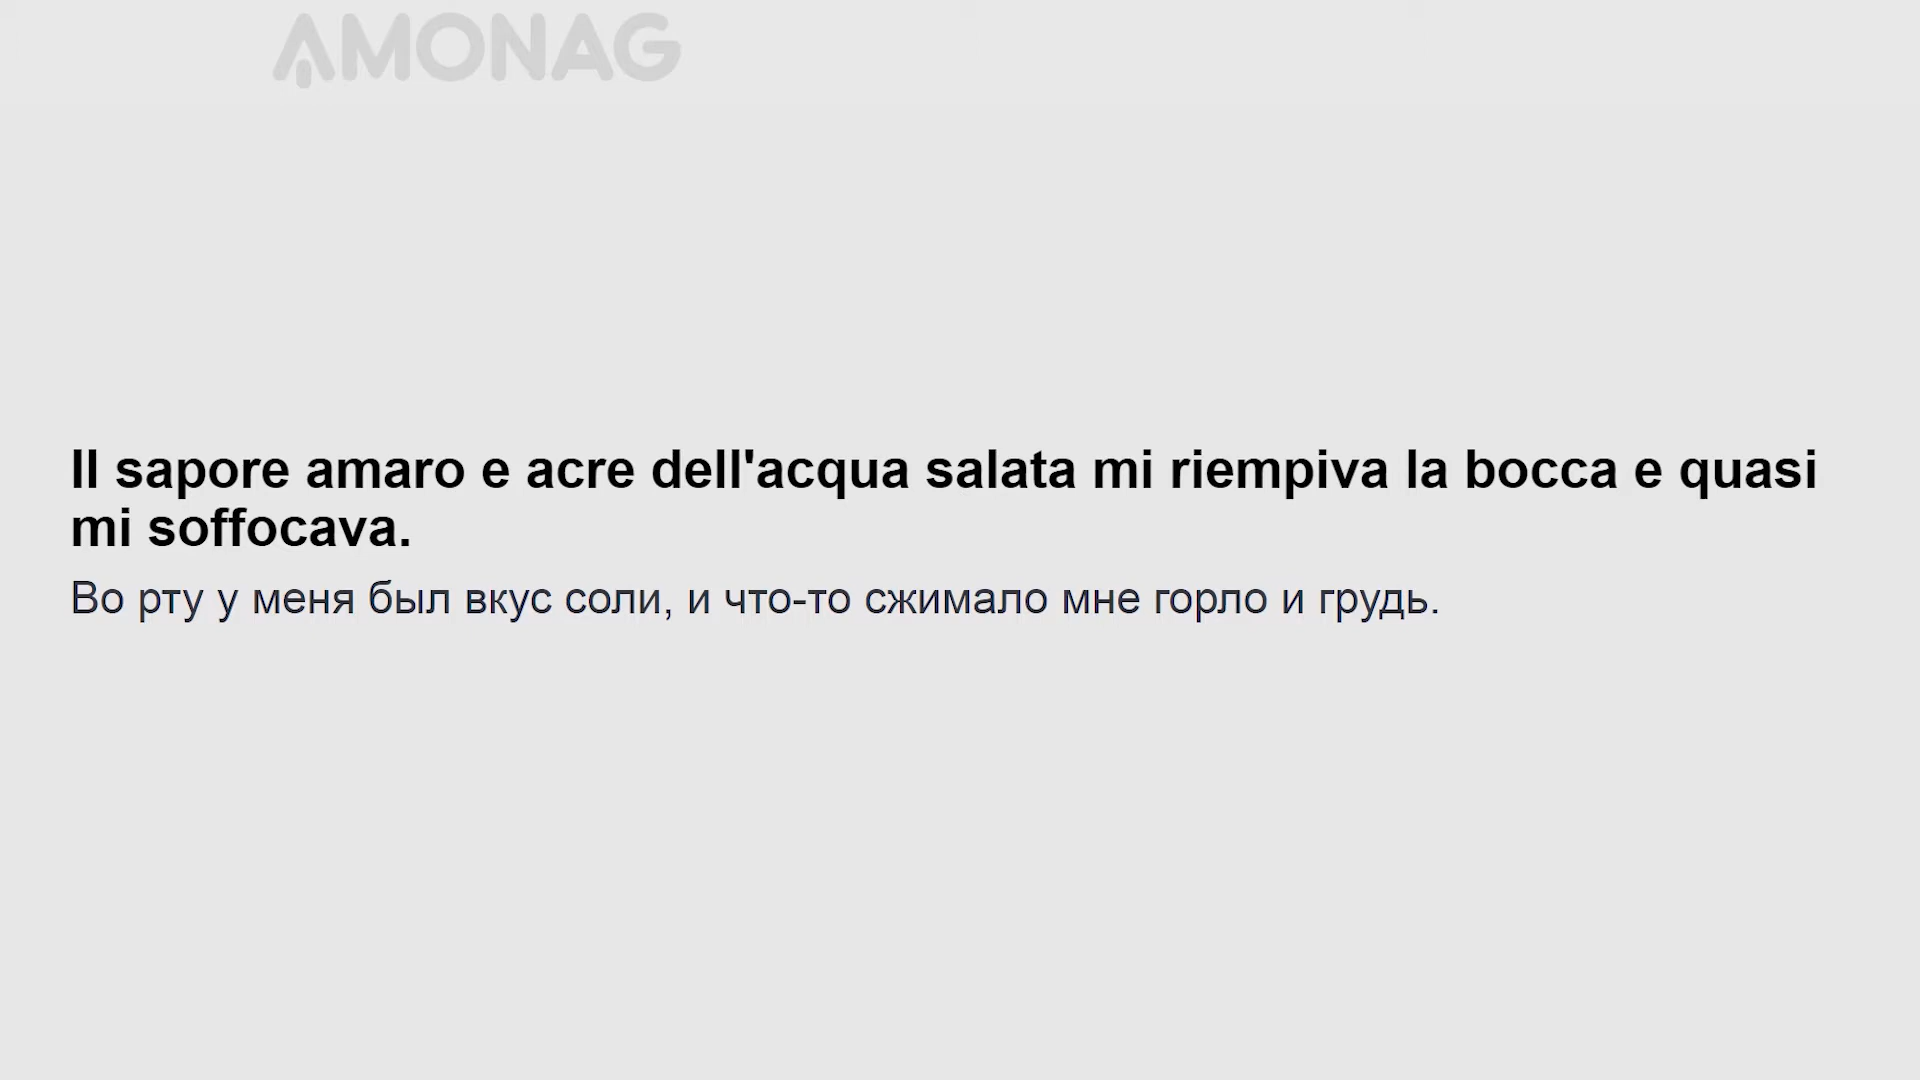 AMONAG
Il sapore amaro e acre dell'acqua salata mi riempiva la bocca e quasi
mi soffocava.
Во рту у меня был вкус соли, и что-то сжимало мне горло и грудь.